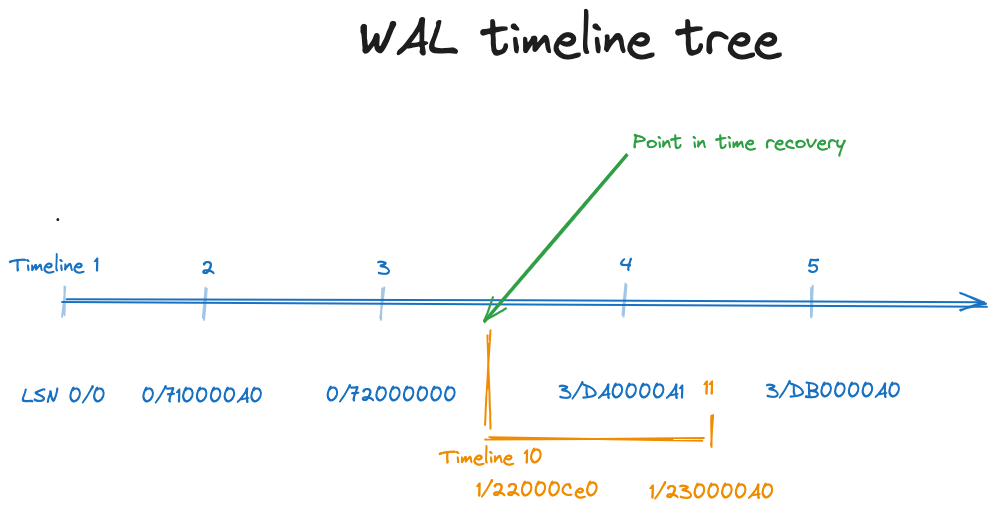 WAL timeline tree
Point in time recovery
Timeline 1 2 3 4 5
LSN 0/0 0/710000A0 0/72000000 3/DA0000A1 11 3/DB0000A0
Timeline 10
1/22000Ce0 1/230000A0